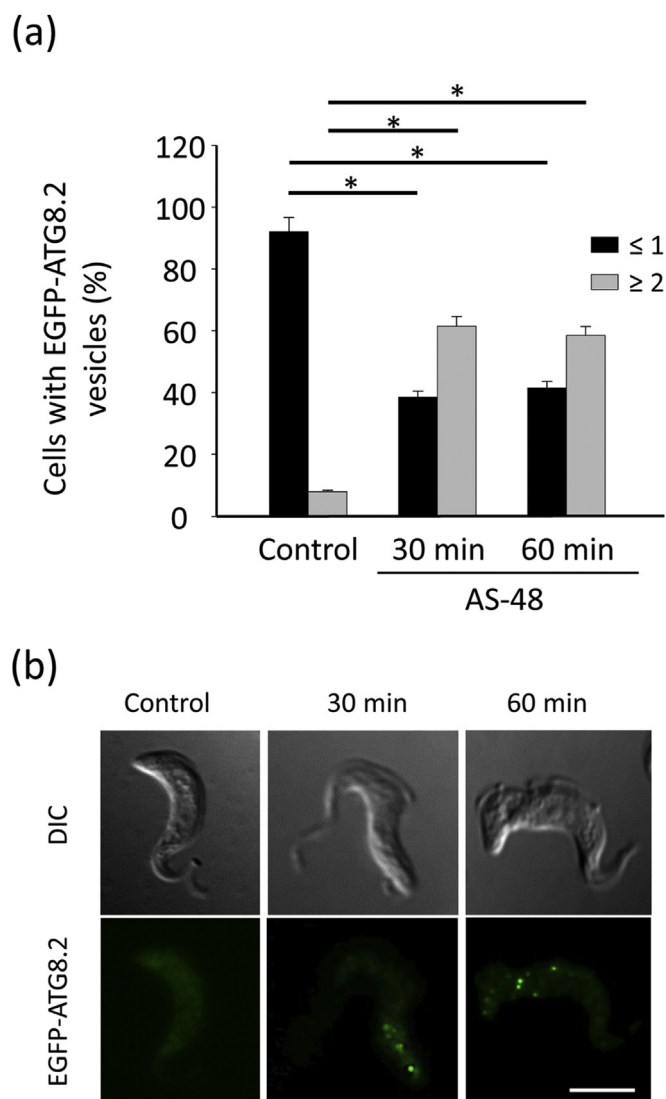 (a)
*
*
*
*
120
100
80
60
40
20
0
Cells with EGFP-ATG8.2
vesicles (%)
≤ 1
≥ 2
Control
30 min
60 min
AS-48
(b)
Control
30 min
60 min
DIC
EGFP-ATG8.2